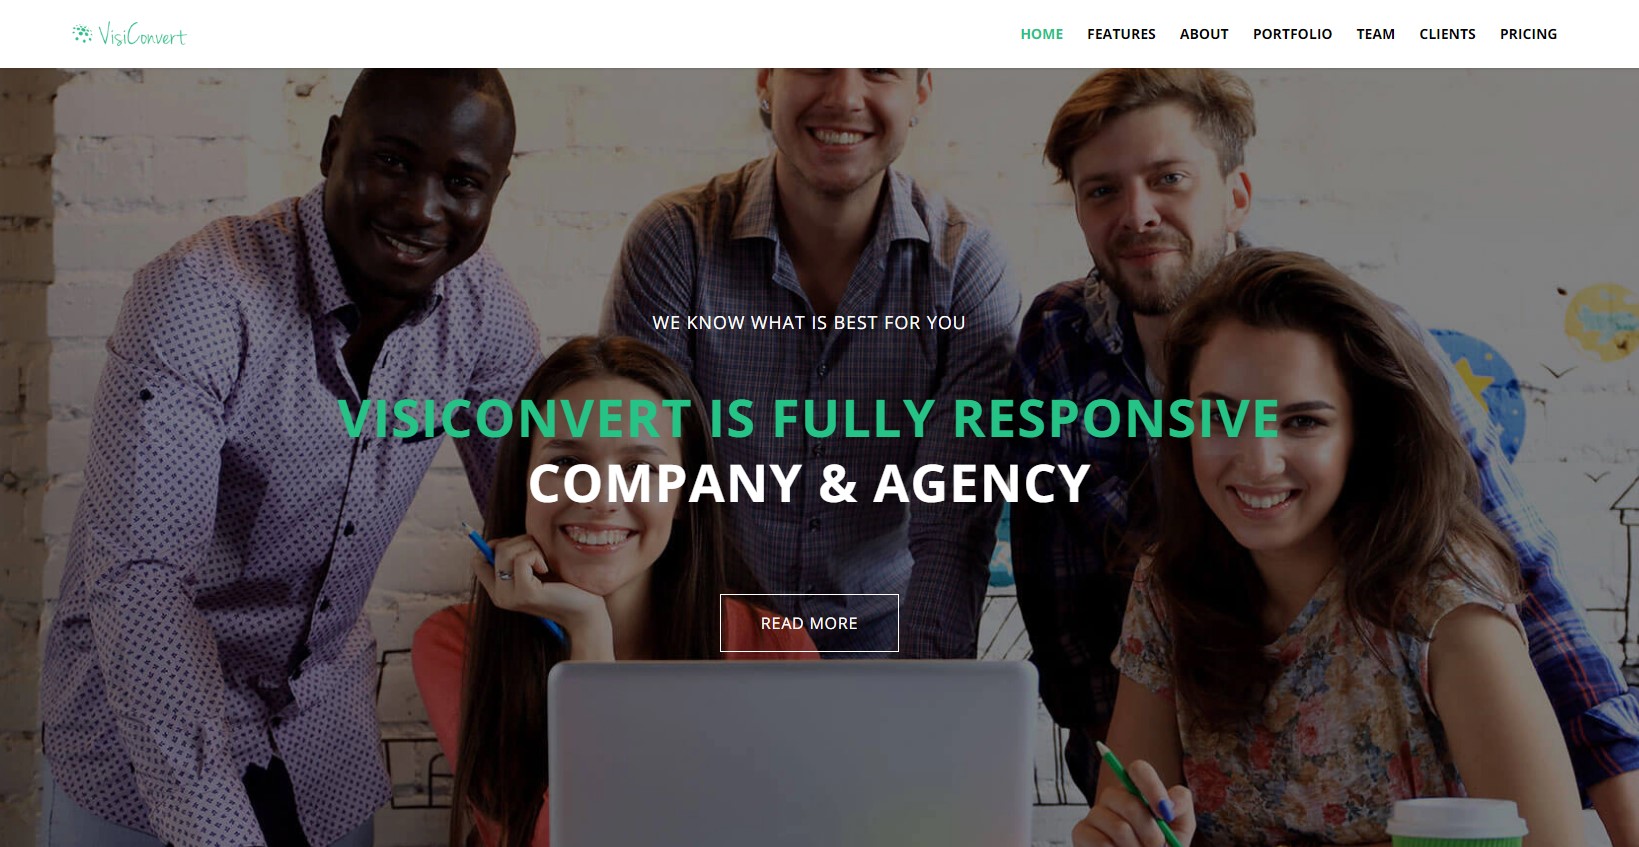 VisiConvert
HOME FEATURES ABOUT PORTFOLIO TEAM CLIENTS PRICING
WE KNOW WHAT IS BEST FOR YOU
VISICONVERT IS FULLY RESPONSIVE
COMPANY & AGENCY
READ MORE